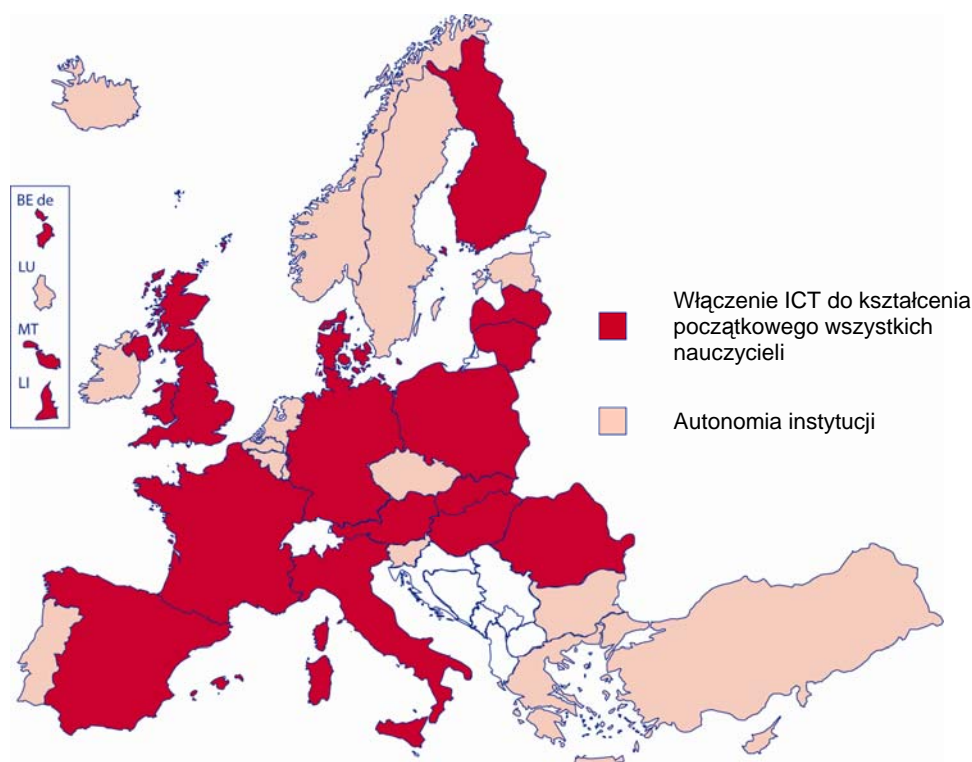 BE de
LU
MT
LI
Włączenie ICT do kształcenia
początkowego wszystkich
nauczycieli
Autonomia instytucji